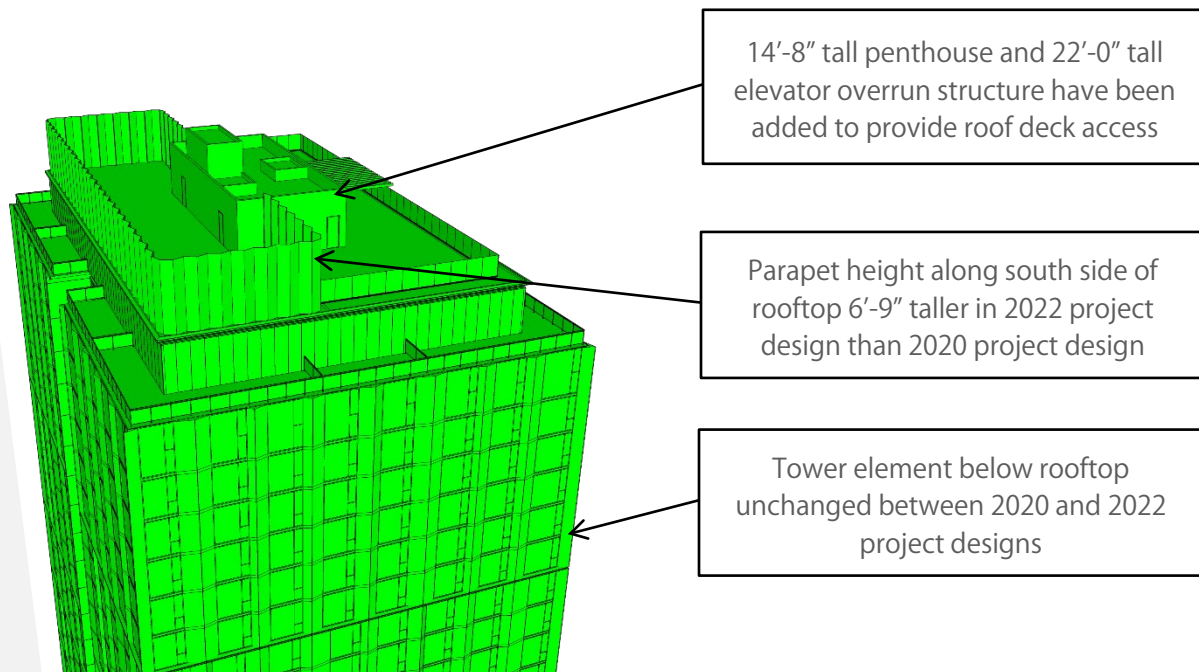 14’-8” tall penthouse and 22’-0” tall
elevator overrun structure have been
added to provide roof deck access
Parapet height along south side of
rooftop 6’-9” taller in 2022 project
design than 2020 project design
Tower element below rooftop
unchanged between 2020 and 2022
project designs